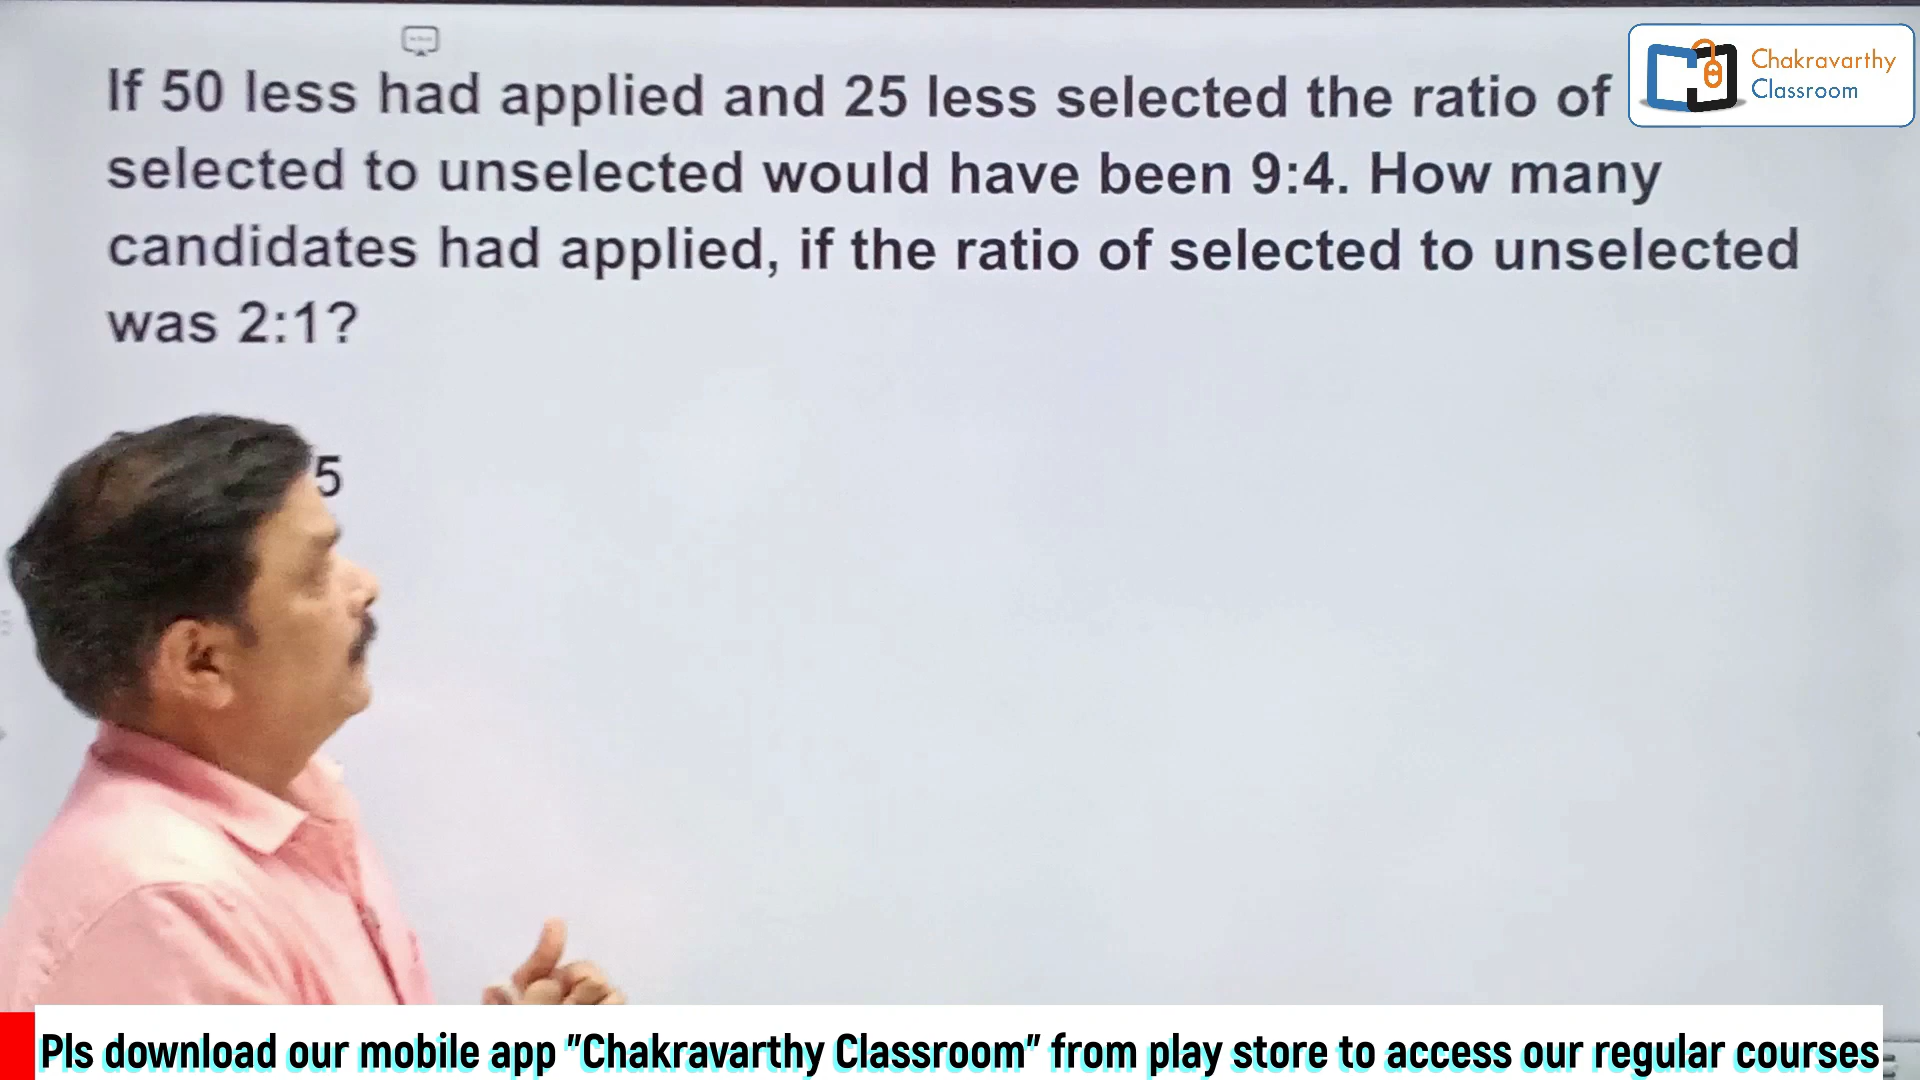 If 50 less had applied and 25 less selected the ratio of
selected to unselected would have been 9:4. How many
candidates had applied, if the ratio of selected to unselected
was 2:1?
5
Chakravarthy
Classroom
Pls download our mobile app "Chakravarthy Classroom" from play store to access our regular courses